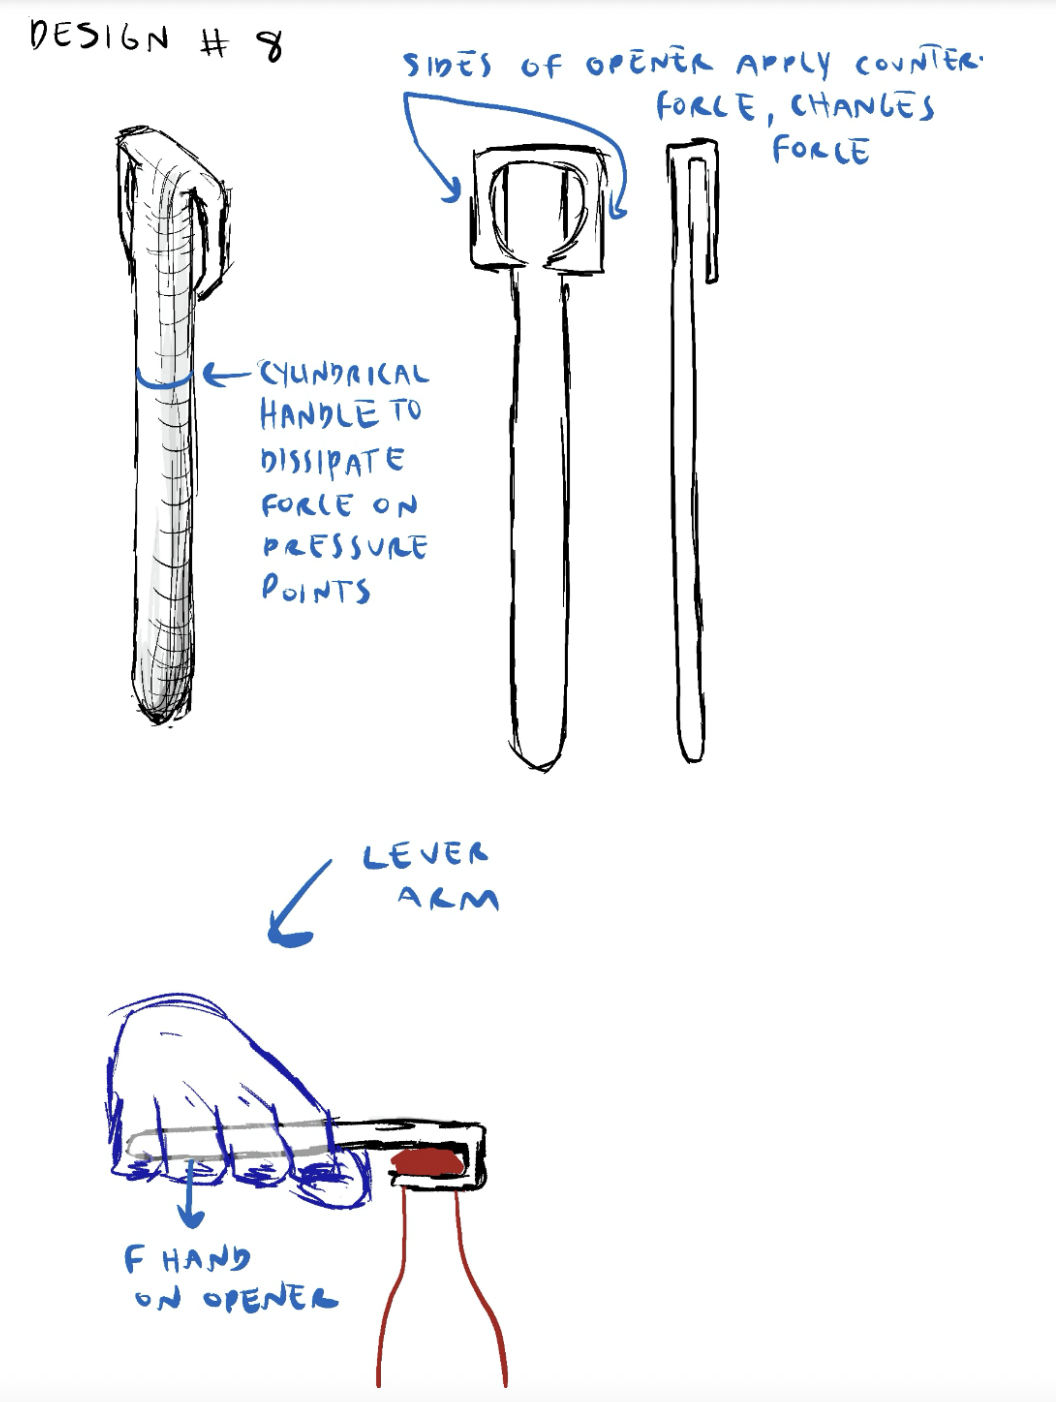 DESIGN # 8
SIDES OF OPENER APPLY COUNTER-
FORCE, CHANGES
FORCE
CYLINDRICAL
HANDLE TO
DISSIPATE
FORCE ON
PRESSURE
POINTS
LEVER
ARM
F HAND
ON OPENER